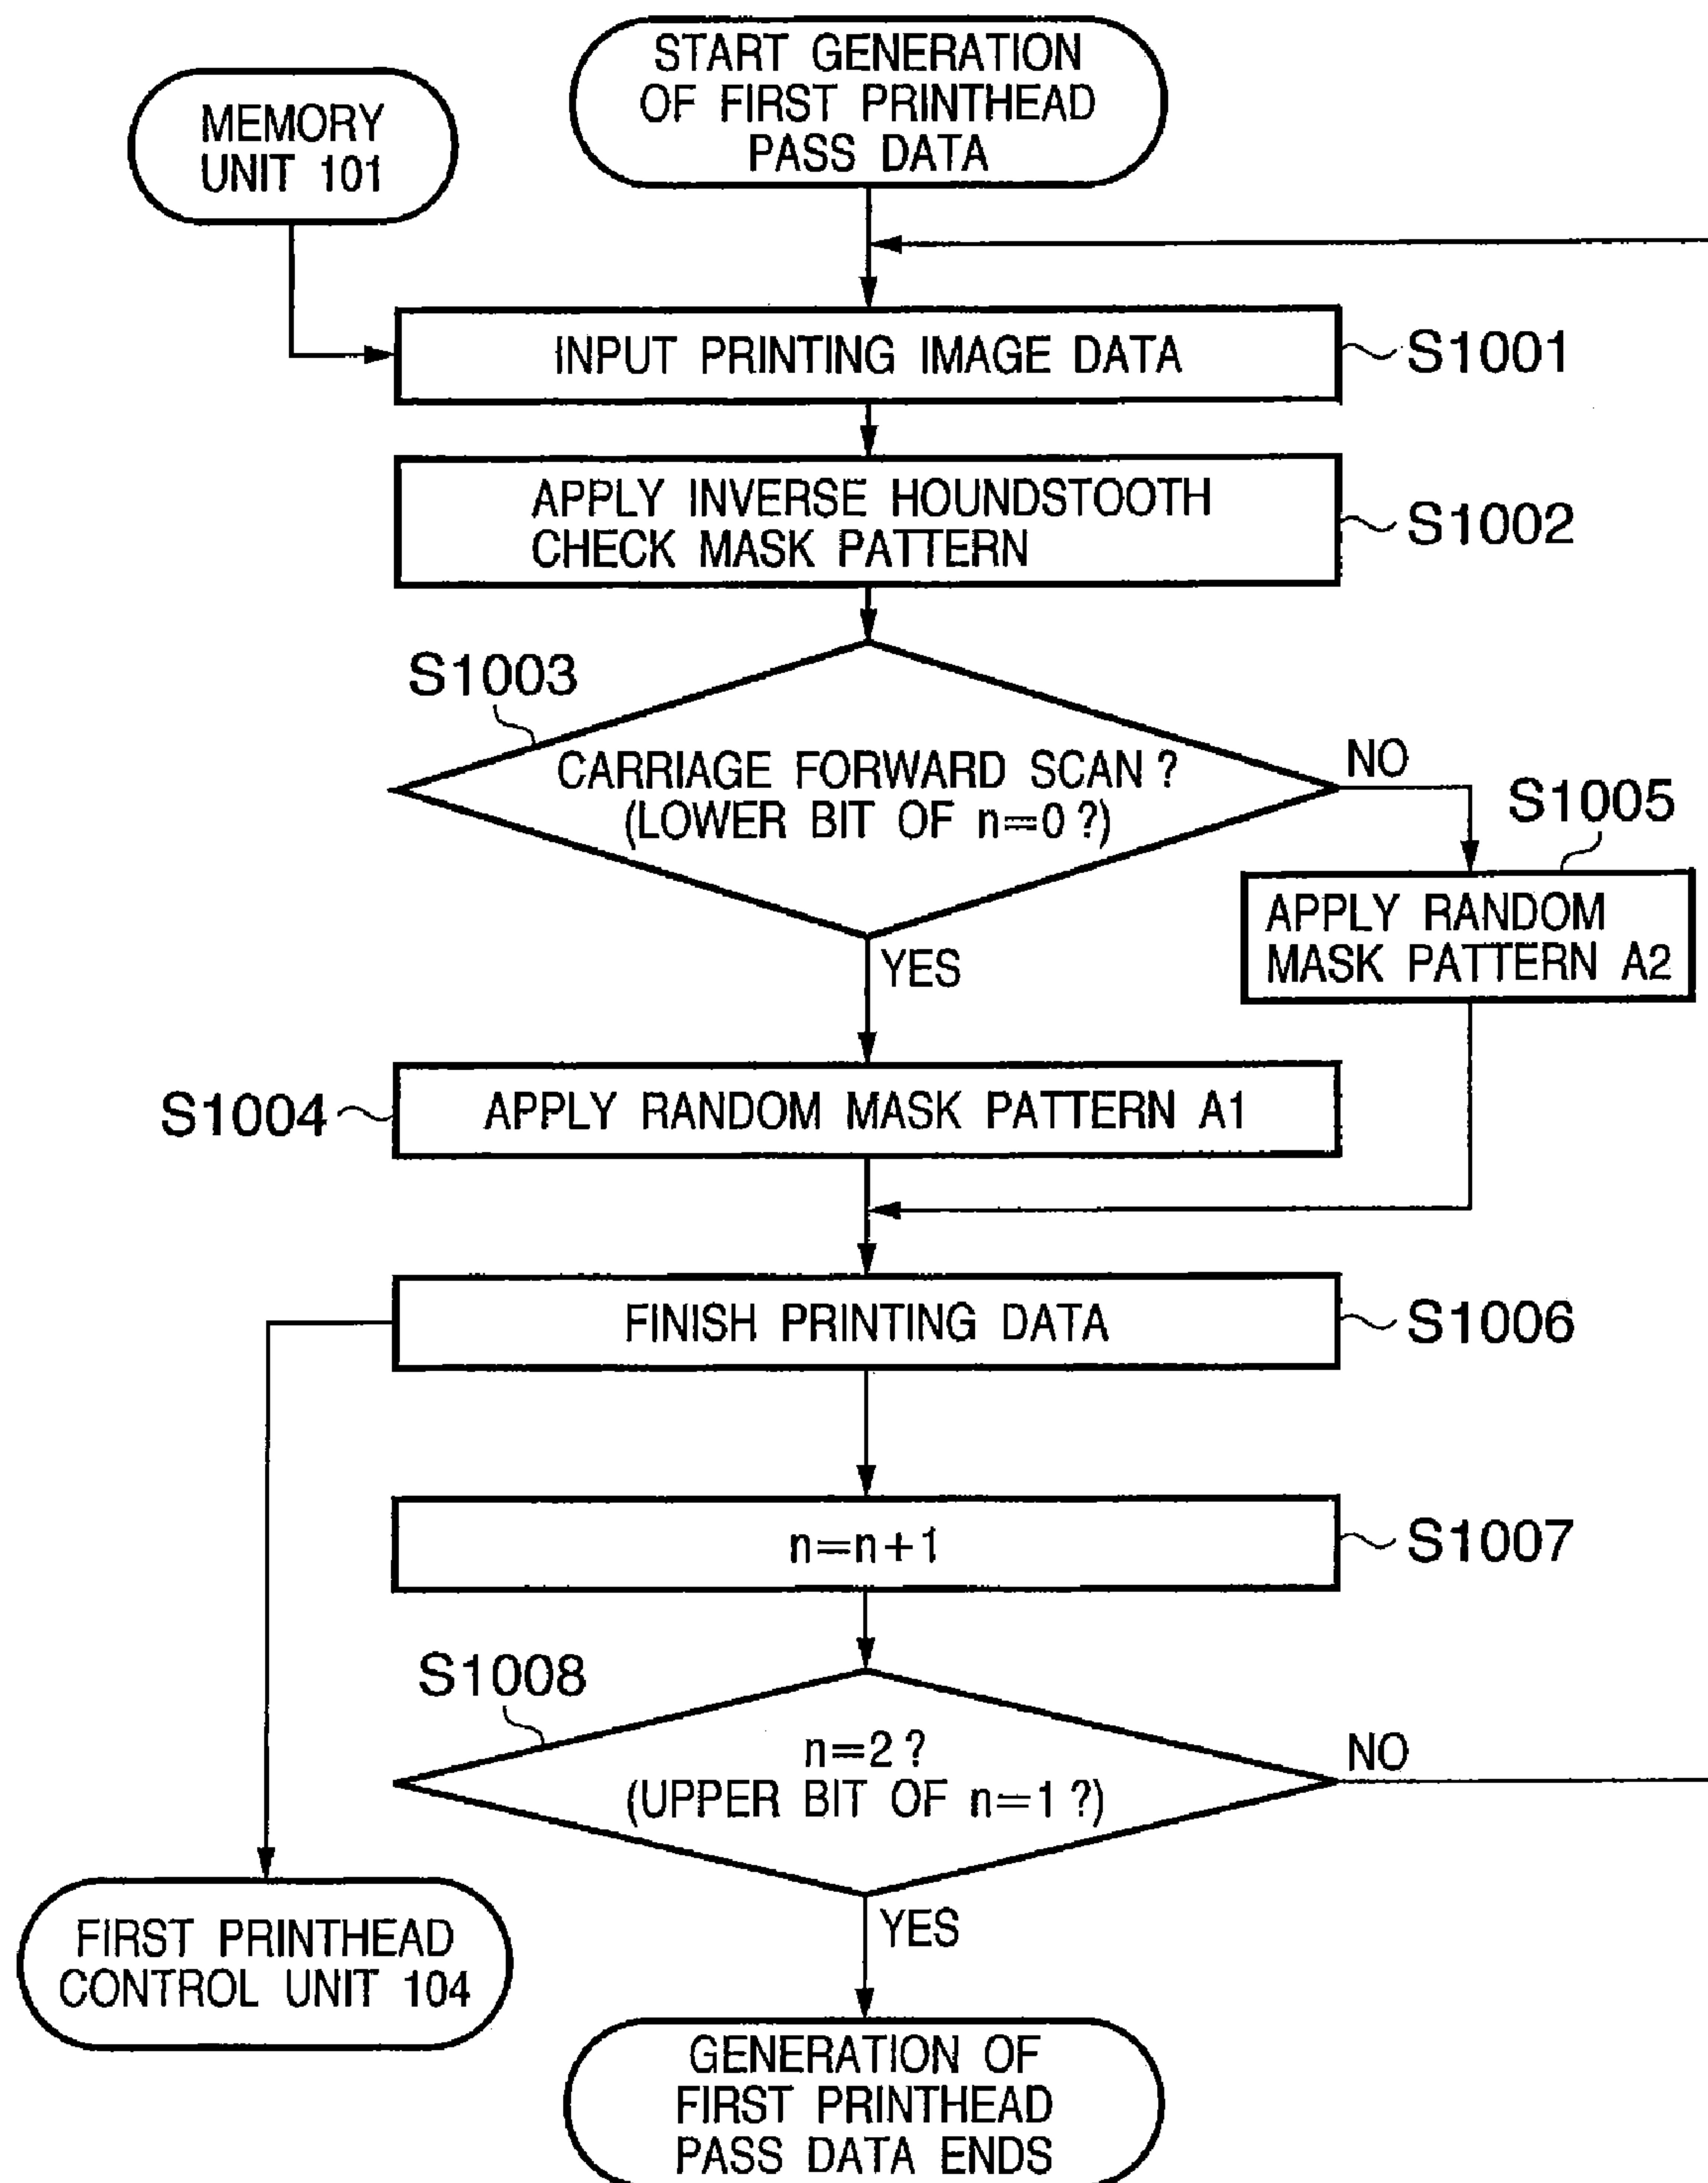 START GENERATION
OF FIRST PRINTHEAD
PASS DATA
MEMORY
UNIT 101
INPUT PRINTING IMAGE DATA
S1001
APPLY INVERSE HOUNDSTOOTH
CHECK MASK PATTERN
S1002
S1003
CARRIAGE FORWARD SCAN?
(LOWER BIT OF n=0?)
NO
YES
S1005
APPLY RANDOM
MASK PATTERN A2
S1004
APPLY RANDOM MASK PATTERN A1
FINISH PRINTING DATA
S1006
n=n+1
S1007
S1008
n=2?
(UPPER BIT OF n=1?)
NO
YES
FIRST PRINTHEAD
CONTROL UNIT 104
GENERATION OF
FIRST PRINTHEAD
PASS DATA ENDS